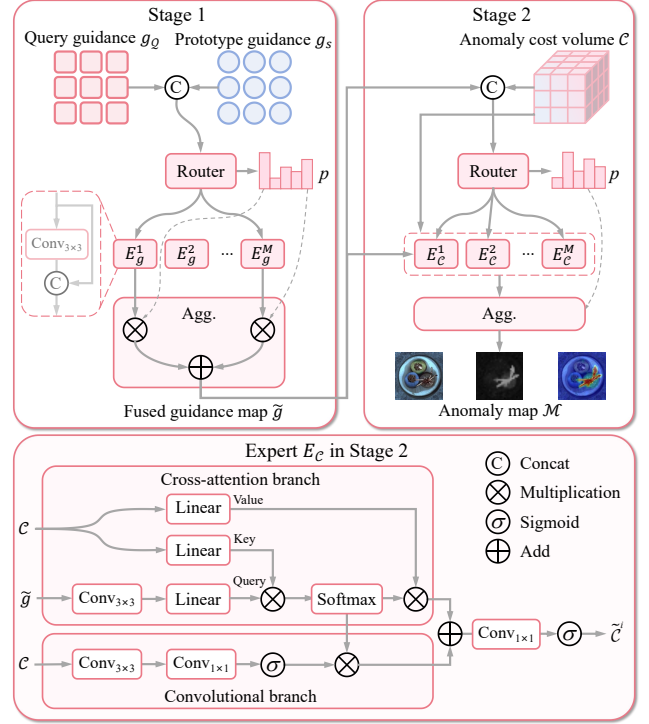 Stage 1
Query guidance g_Q
Prototype guidance g_s
C
Router
p
Conv3×3
C
E_g^1
E_g^2
...
E_g^M
Agg.
Fused guidance map g̃
Stage 2
Anomaly cost volume 𝒞
C
Router
p
E_𝒞^1
E_𝒞^2
...
E_𝒞^M
Agg.
Anomaly map ℳ
Expert E_𝒞 in Stage 2
Cross-attention branch
𝒞
Linear
Value
Linear
Key
g̃
Conv3×3
Linear
Query
Softmax
𝒞
Conv3×3
Conv1×1
σ
Convolutional branch
Conv1×1
σ
𝒞̃^i
C Concat
Multiplication
σ Sigmoid
Add